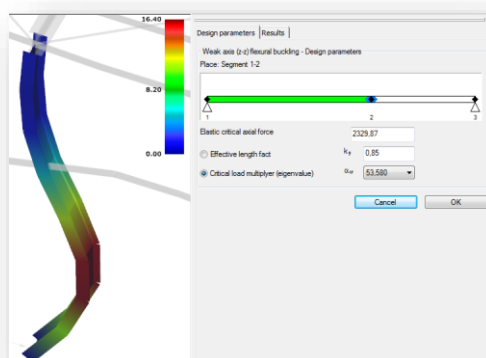 16.40
8.20
0.00
Design parameters
Results
Weak axis (z-z) flexural buckling - Design parameters
Place: Segment 1-2
1
2
3
Elastic critical axial force
2329,87
Effective length fact
0,85
Critical load multiplyer (eigenvalue)
αcr
53,580
Cancel
OK